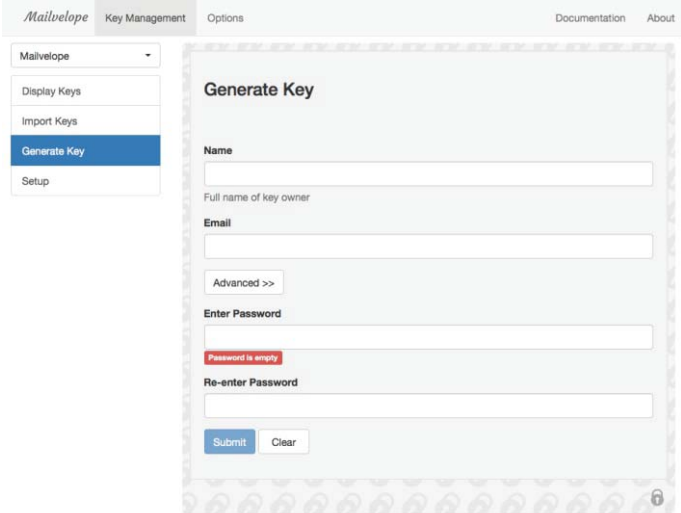 Mailvelope Key Management Options Documentation About
Mailvelope
Display Keys
Import Keys
Generate Key
Setup
Generate Key
Name
Full name of key owner
Email
Advanced >>
Enter Password
Password is empty
Re-enter Password
Submit Clear